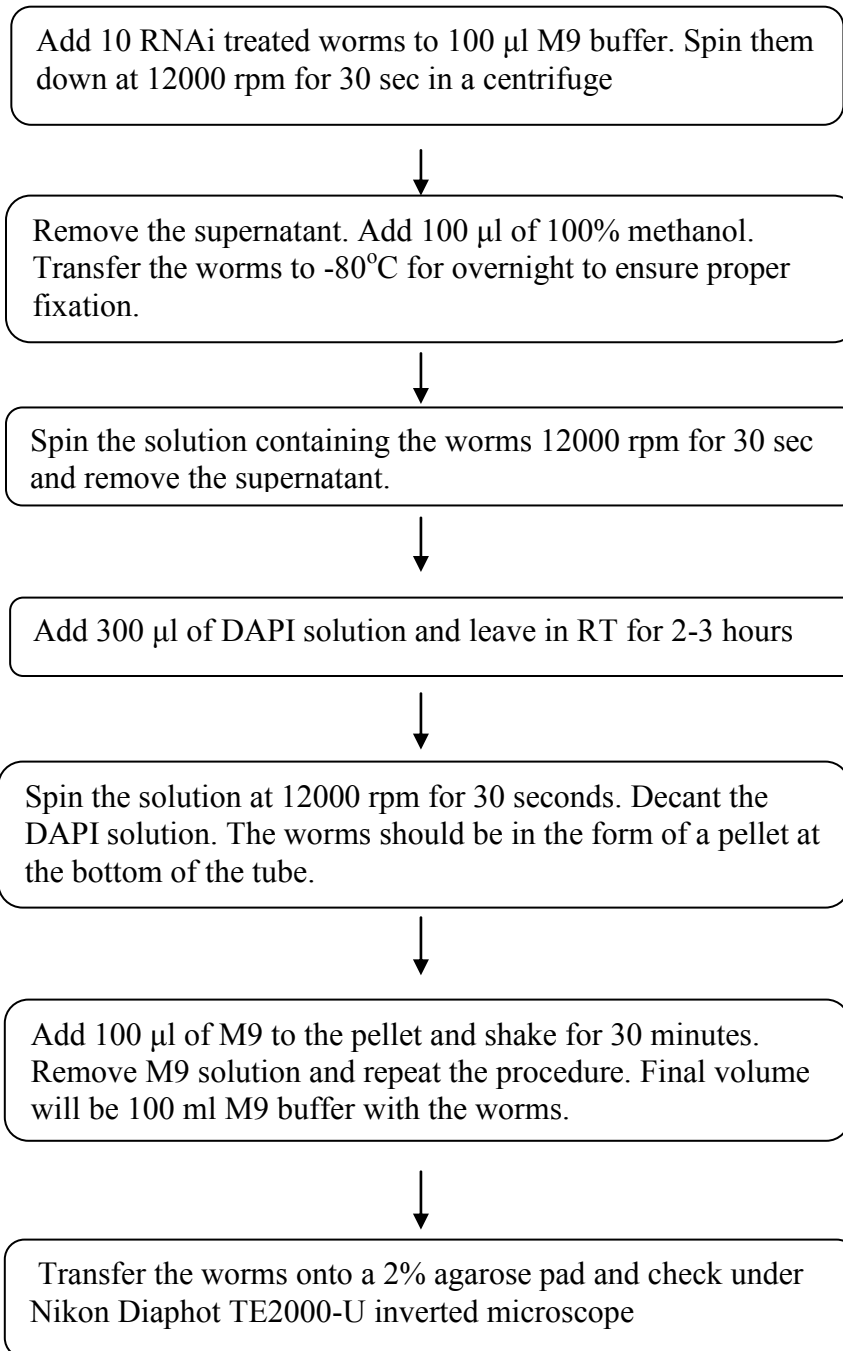 Add 10 RNAi treated worms to 100 μl M9 buffer. Spin them
down at 12000 rpm for 30 sec in a centrifuge
Remove the supernatant. Add 100 μl of 100% methanol.
Transfer the worms to -80°C for overnight to ensure proper
fixation.
Spin the solution containing the worms 12000 rpm for 30 sec
and remove the supernatant.
Add 300 μl of DAPI solution and leave in RT for 2-3 hours
Spin the solution at 12000 rpm for 30 seconds. Decant the
DAPI solution. The worms should be in the form of a pellet at
the bottom of the tube.
Add 100 μl of M9 to the pellet and shake for 30 minutes.
Remove M9 solution and repeat the procedure. Final volume
will be 100 ml M9 buffer with the worms.
Transfer the worms onto a 2% agarose pad and check under
Nikon Diaphot TE2000-U inverted microscope